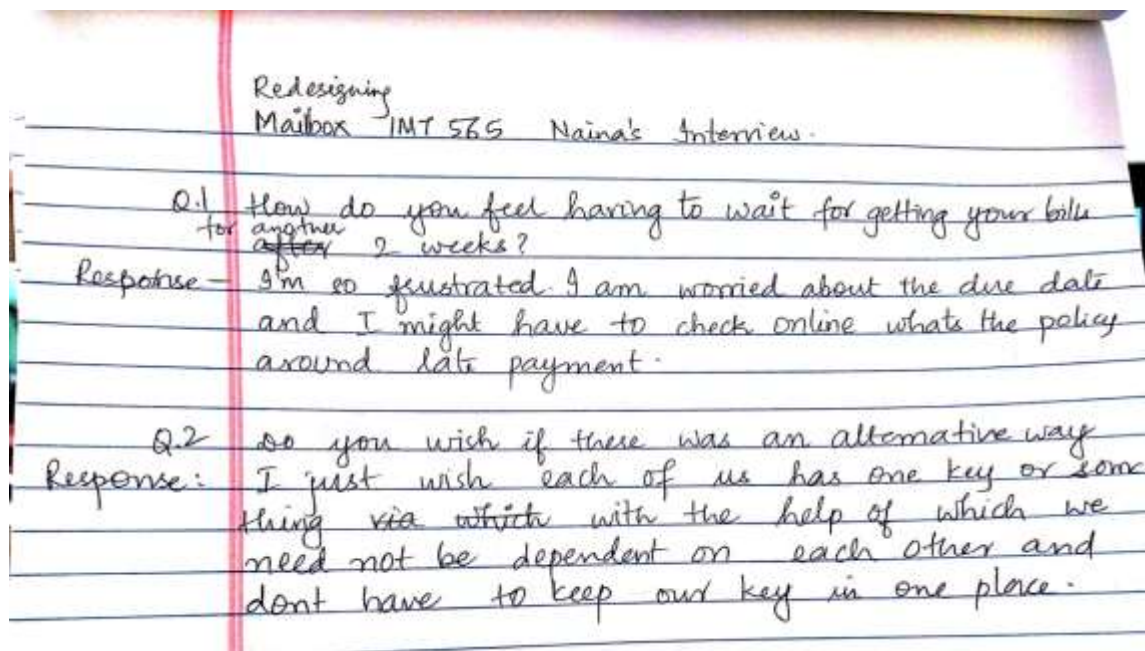 Redesigning
Mailbox IMT 565 Naina's Interview.
Q.1 How do you feel having to wait for getting your bills
for another after 2 weeks?
Response - I'm so frustrated. I am worried about the due date
and I might have to check online whats the policy
around late payment.
Q.2 Do you wish if there was an alternative way
Response: I just wish each of us has one key or some
thing via which with the help of which we
need not be dependent on each other and
dont have to keep our key in one place.